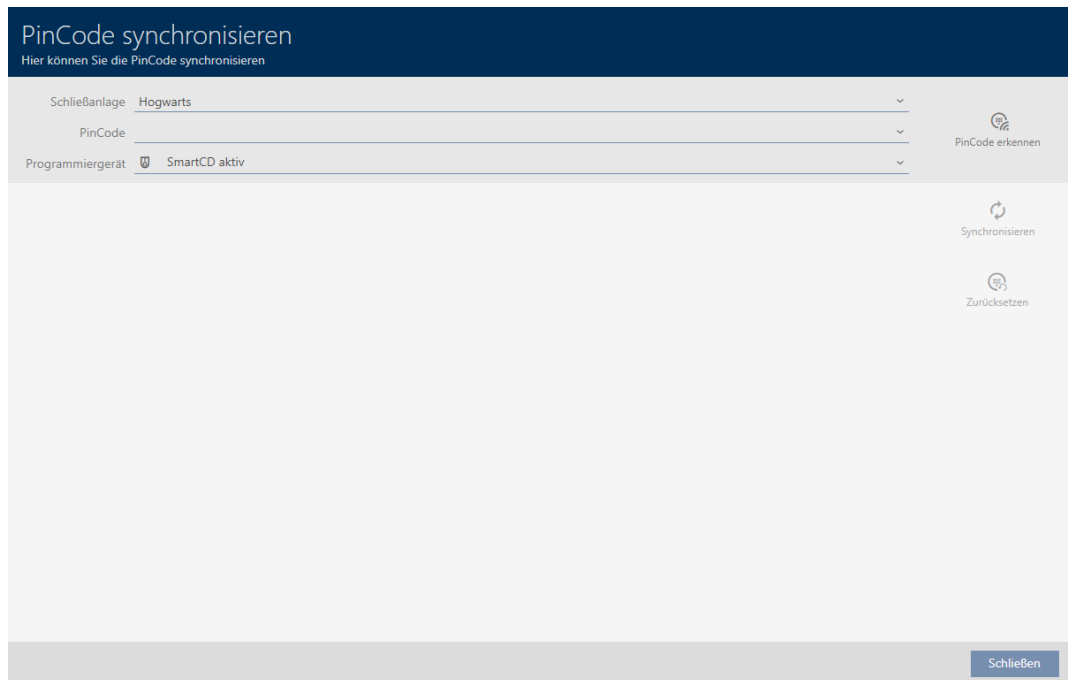 PinCode synchronisieren
Hier können Sie die PinCode synchronisieren
Schließanlage Hogwarts
PinCode
Programmiergerät SmartCD aktiv
PinCode erkennen
Synchronisieren
Zurücksetzen
Schließen